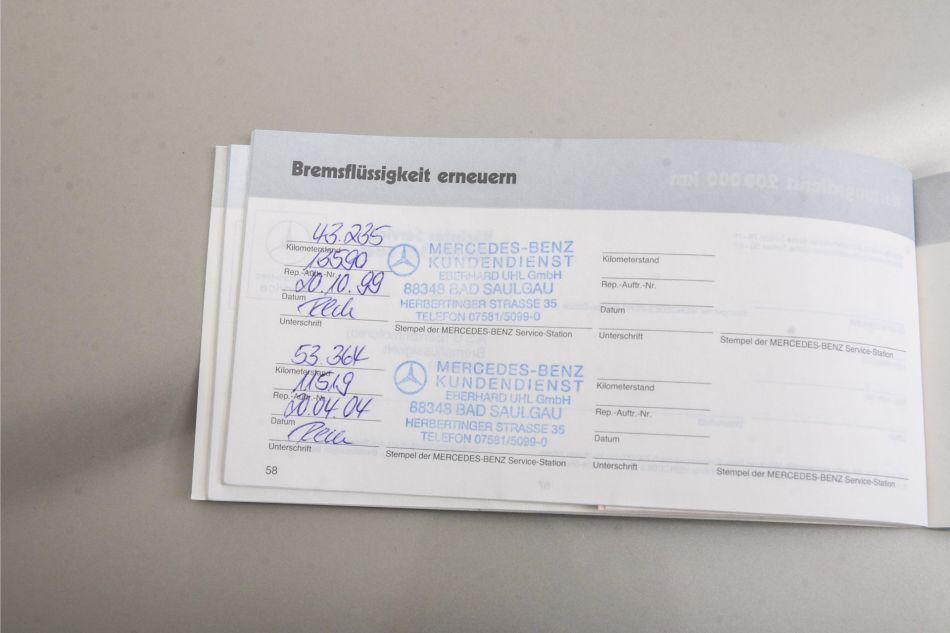 Bremsflüssigkeit erneuern
43.235
Kilometerstand
13590
Rep.-Auftr.-Nr.
20.10.99
Datum
Unterschrift
MERCEDES-BENZ
KUNDENDIENST
EBERHARD UHL GmbH
88348 BAD SAULGAU
HERBERTINGER STRASSE 35
TELEFON 07581/5099-0
Stempel der MERCEDES-BENZ Service-Station
Kilometerstand
Rep.-Auftr.-Nr.
Datum
Unterschrift
Stempel der MERCEDES-BENZ Service-Station
53.364
Kilometerstand
11519
Rep.-Auftr.-Nr.
20.04.04
Datum
Unterschrift
MERCEDES-BENZ
KUNDENDIENST
EBERHARD UHL GmbH
88348 BAD SAULGAU
HERBERTINGER STRASSE 35
TELEFON 07581/5099-0
Stempel der MERCEDES-BENZ Service-Station
Kilometerstand
Rep.-Auftr.-Nr.
Datum
Unterschrift
Stempel der MERCEDES-BENZ Service-Station
58